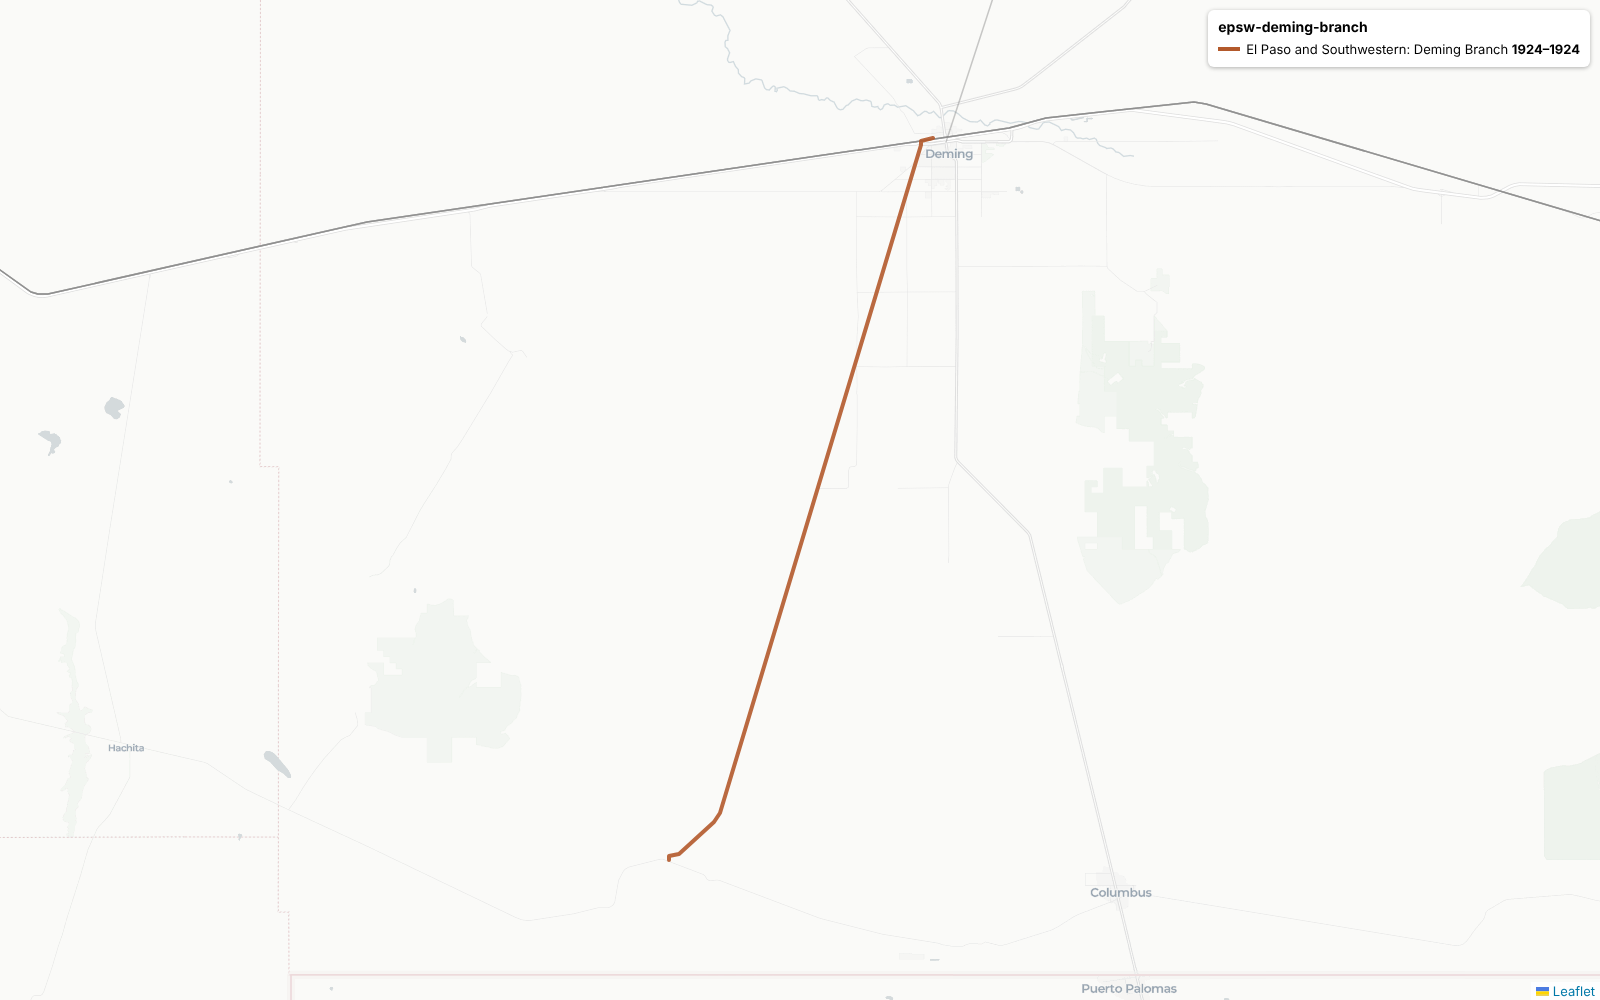 epsw-deming-branch
El Paso and Southwestern: Deming Branch 1924–1924
Deming
Hachita
Columbus
Puerto Palomas
Leaflet